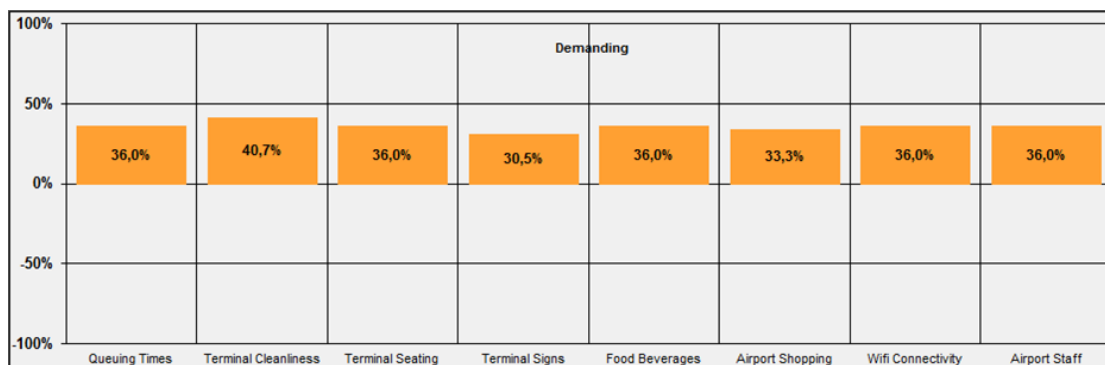 100%
Demanding
50%
36,0% 40,7% 36,0% 30,5% 36,0% 33,3% 36,0% 36,0%
0%
-50%
-100%
Queuing Times Terminal Cleanliness Terminal Seating Terminal Signs Food Beverages Airport Shopping Wifi Connectivity Airport Staff